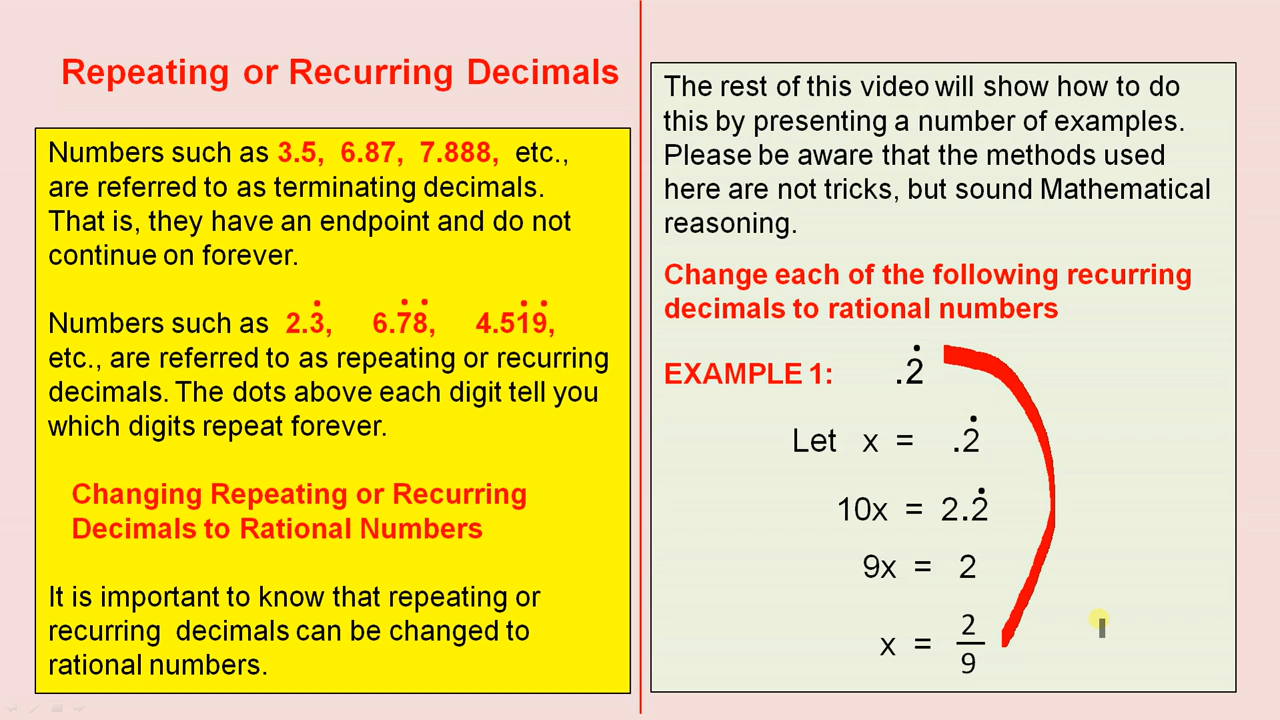 Repeating or Recurring Decimals
Numbers such as 3.5, 6.87, 7.888, etc.,
are referred to as terminating decimals.
That is, they have an endpoint and do not
continue on forever.
Numbers such as 2.3̇, 6.7̇8̇, 4.51̇9̇,
etc., are referred to as repeating or recurring
decimals. The dots above each digit tell you
which digits repeat forever.
Changing Repeating or Recurring
Decimals to Rational Numbers
It is important to know that repeating or
recurring decimals can be changed to
rational numbers.
The rest of this video will show how to do
this by presenting a number of examples.
Please be aware that the methods used
here are not tricks, but sound Mathematical
reasoning.
Change each of the following recurring
decimals to rational numbers
EXAMPLE 1: .2̇
Let x = .2̇
10x = 2.2̇
9x = 2
x = 2/9